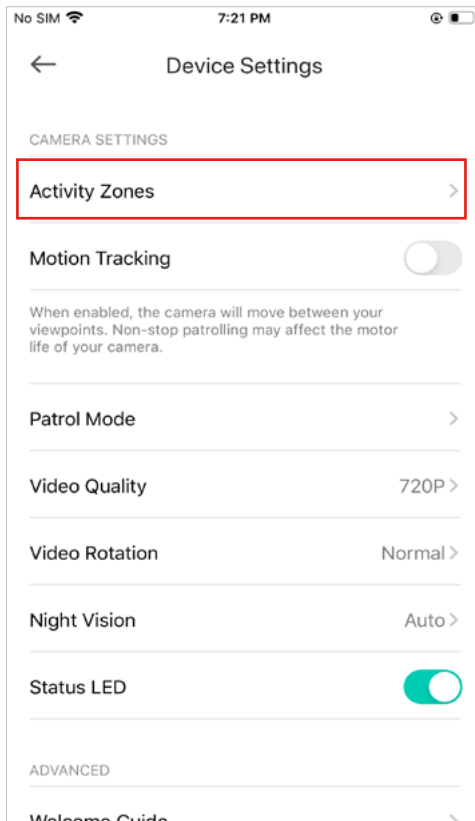 No SIM 7:21 PM
Device Settings
CAMERA SETTINGS
Activity Zones
Motion Tracking
When enabled, the camera will move between your
viewpoints. Non-stop patrolling may affect the motor
life of your camera.
Patrol Mode
Video Quality 720P
Video Rotation Normal
Night Vision Auto
Status LED
ADVANCED
Welcome Guide